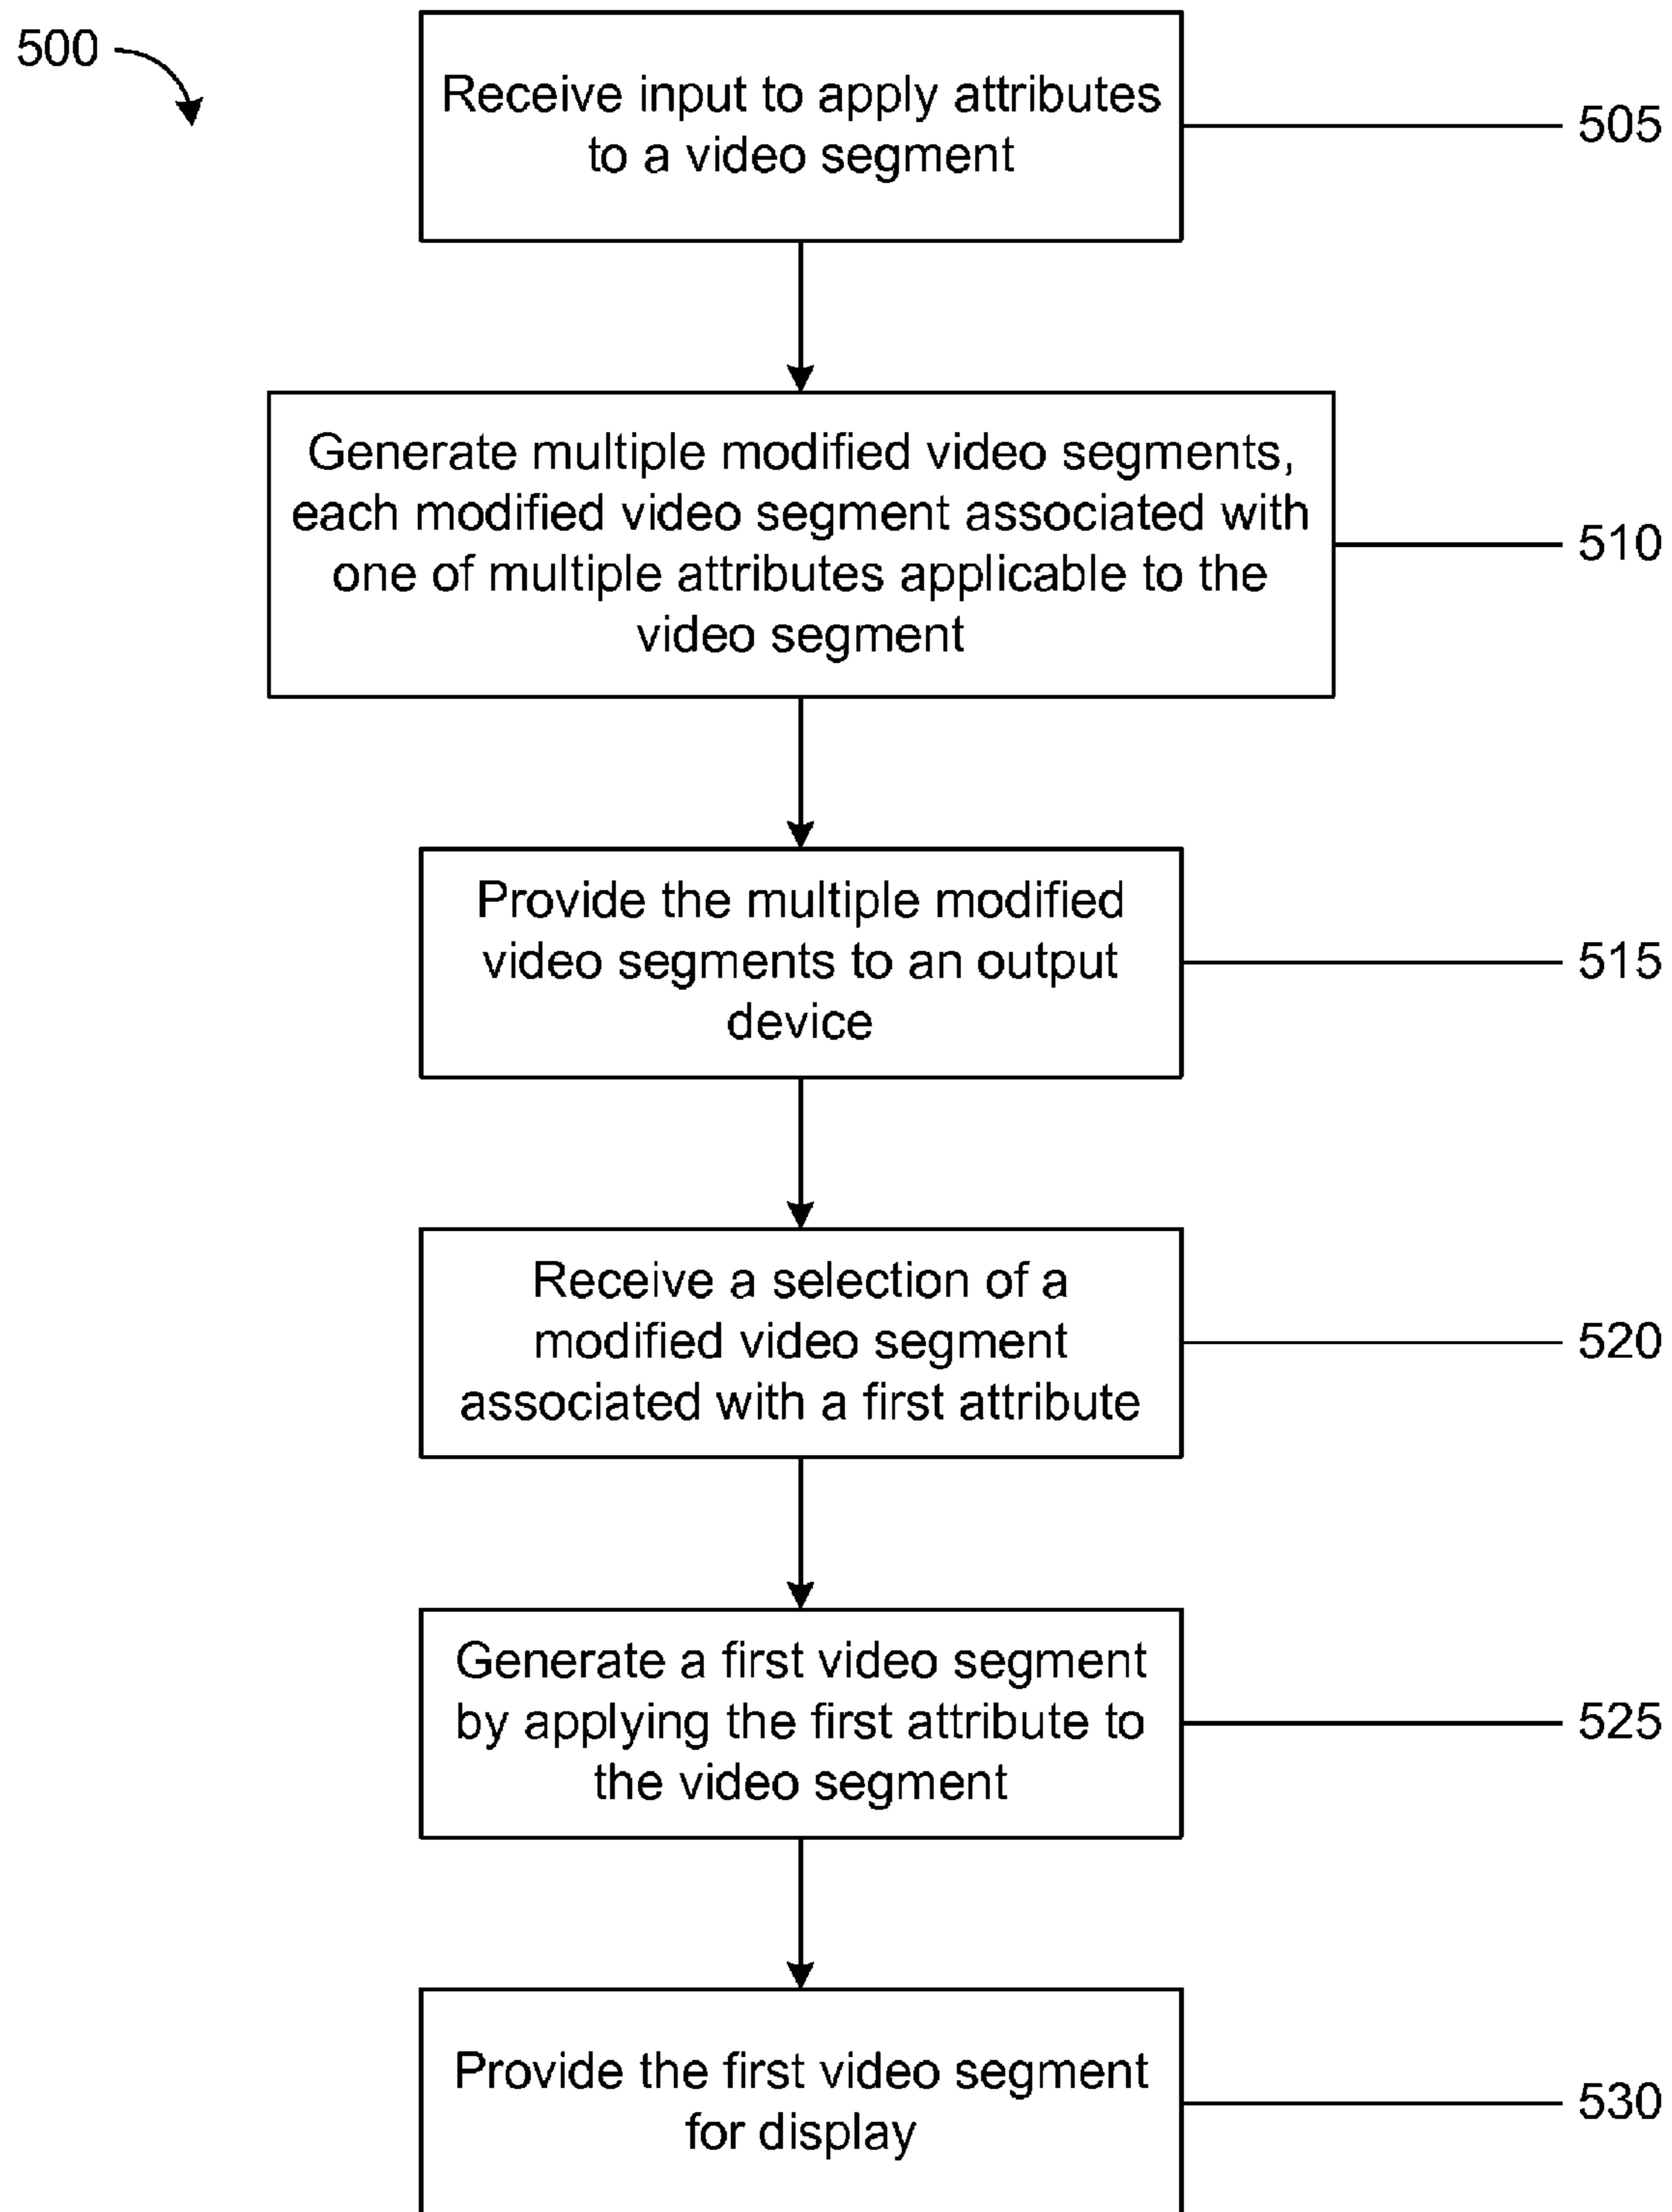 500
Receive input to apply attributes
to a video segment
505
Generate multiple modified video segments,
each modified video segment associated with
one of multiple attributes applicable to the
video segment
510
Provide the multiple modified
video segments to an output
device
515
Receive a selection of a
modified video segment
associated with a first attribute
520
Generate a first video segment
by applying the first attribute to
the video segment
525
Provide the first video segment
for display
530